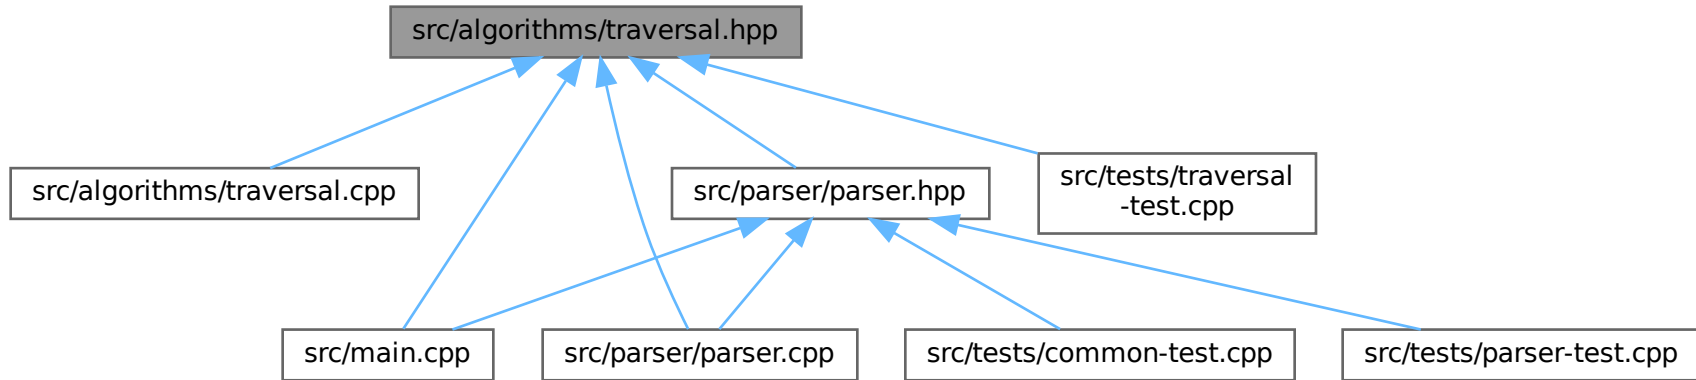 src/algorithms/traversal.hpp
src/algorithms/traversal.cpp
src/parser/parser.hpp
src/tests/traversal
-test.cpp
src/main.cpp
src/parser/parser.cpp
src/tests/common-test.cpp
src/tests/parser-test.cpp